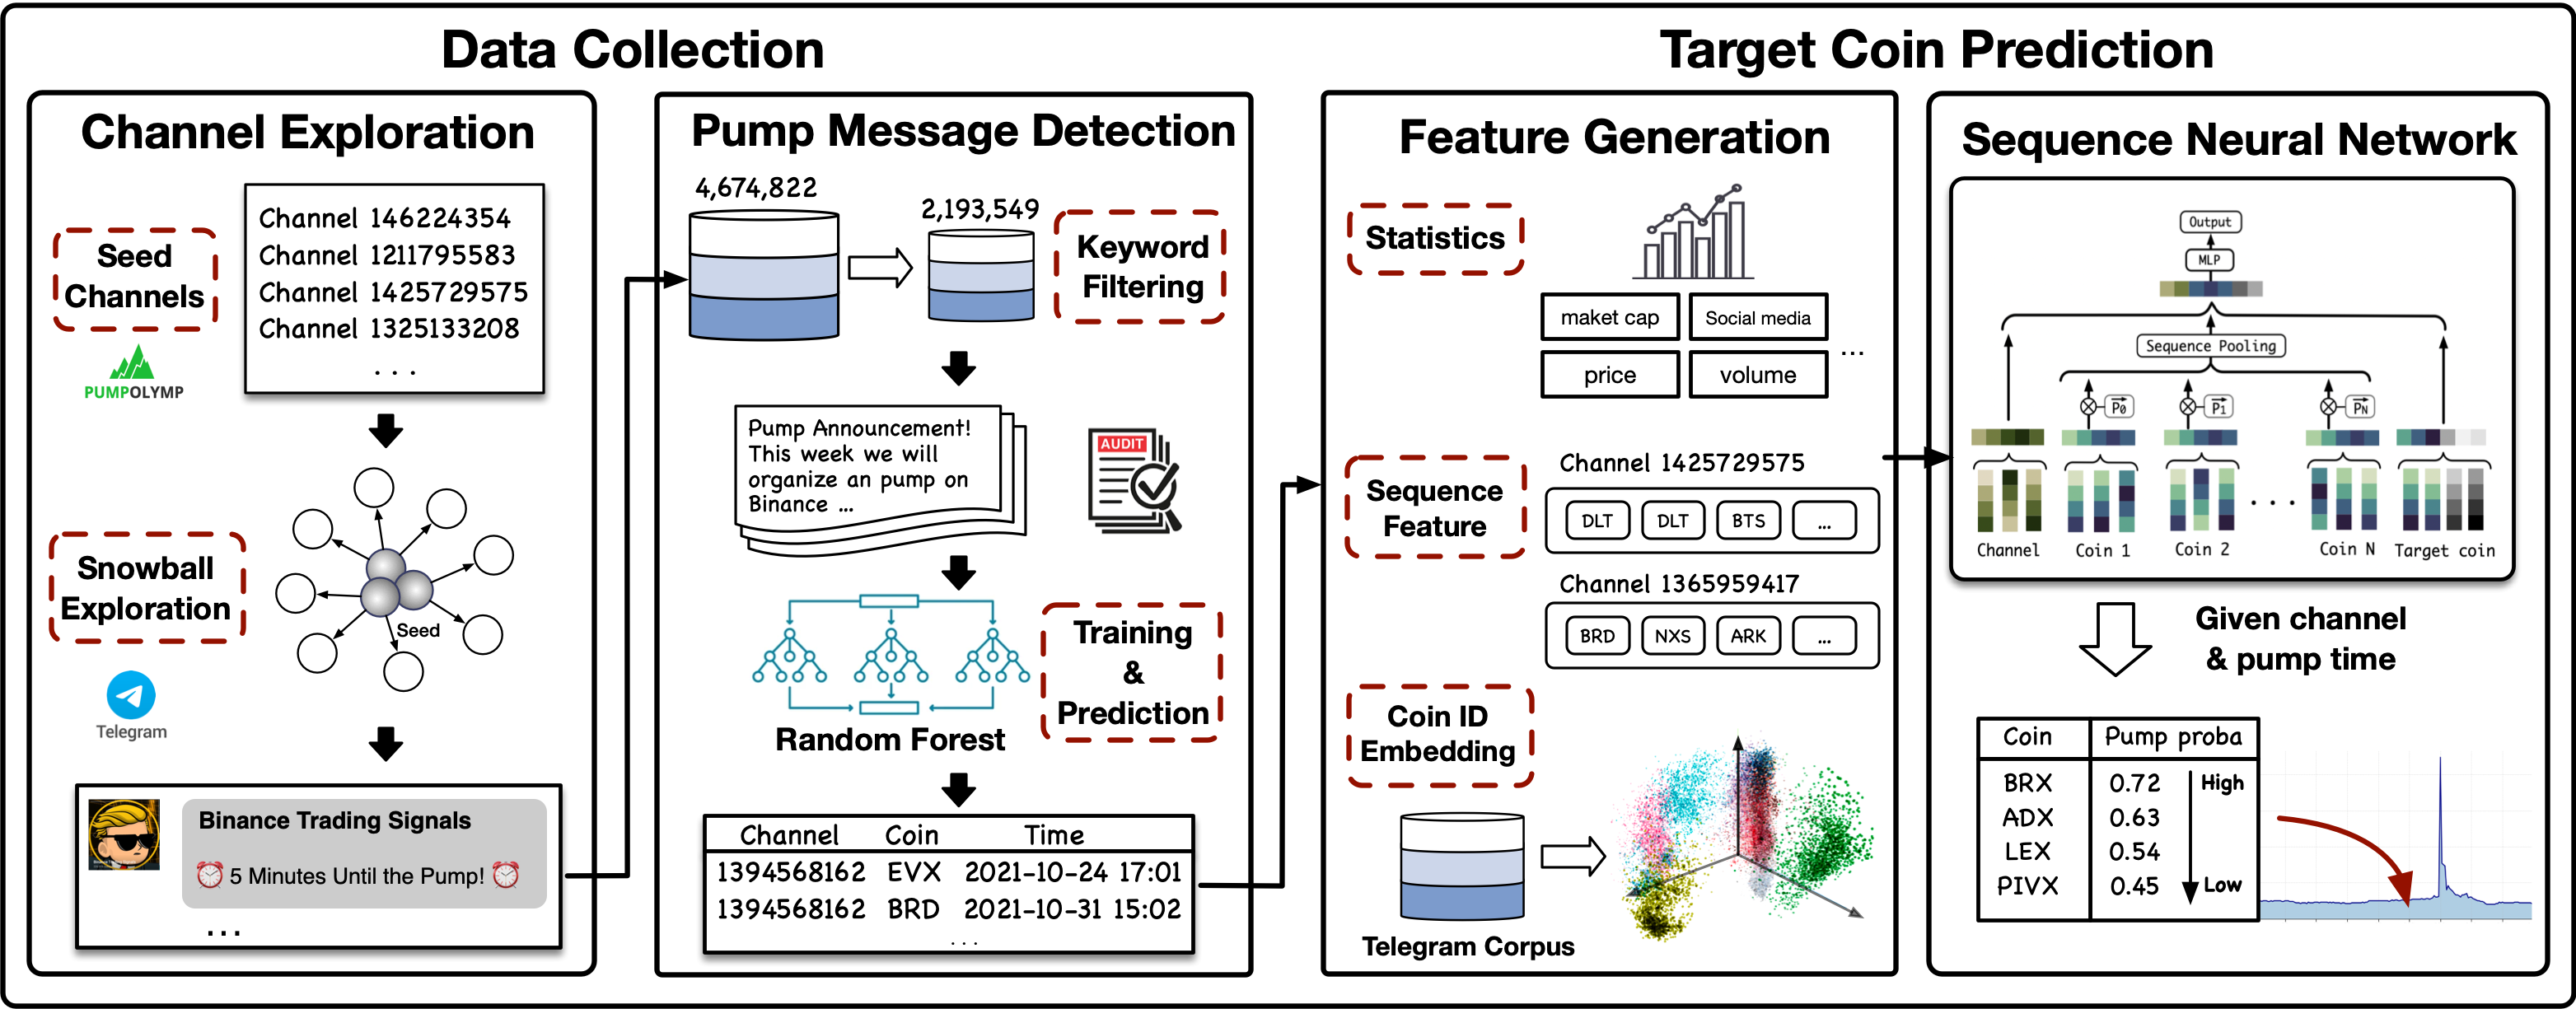 Data Collection
Target Coin Prediction
Channel Exploration
Seed
Channels
PUMPOLYMP
Channel 146224354
Channel 1211795583
Channel 1425729575
Channel 1325133208
...
Snowball
Exploration
Seed
Telegram
Binance Trading Signals
5 Minutes Until the Pump!
...
Pump Message Detection
4,674,822
2,193,549
Keyword
Filtering
Pump Announcement!
This week we will
organize an pump on
Binance ...
AUDIT
Training
&
Prediction
Random Forest
Channel Coin Time
1394568162 EVX 2021-10-24 17:01
1394568162 BRD 2021-10-31 15:02
...
Feature Generation
Statistics
maket cap
Social media
price
volume
...
Sequence
Feature
Channel 1425729575
DLT DLT BTS ...
Channel 1365959417
BRD NXS ARK ...
Coin ID
Embedding
Telegram Corpus
Sequence Neural Network
Output
MLP
Sequence Pooling
P0 P1 PN
...
Channel Coin 1 Coin 2 Coin N Target coin
Given channel
& pump time
Coin Pump proba
BRX 0.72 High
ADX 0.63
LEX 0.54
PIVX 0.45 Low